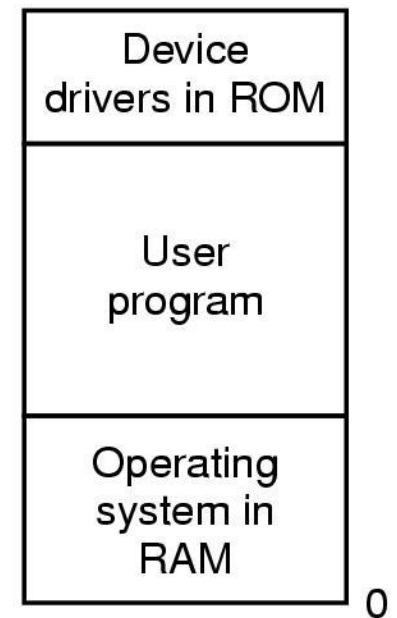 Device
drivers in ROM
User
program
Operating
system in
RAM
0